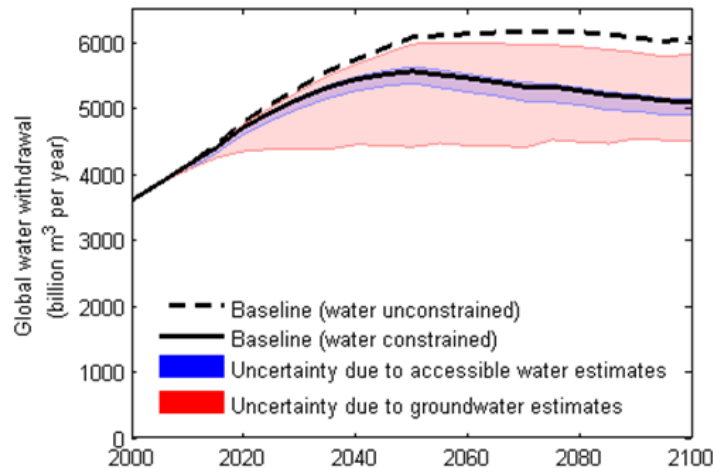 Global water withdrawal
(billion m³ per year)
6000
5000
4000
3000
2000
1000
0
Baseline (water unconstrained)
Baseline (water constrained)
Uncertainty due to accessible water estimates
Uncertainty due to groundwater estimates
2000 2020 2040 2060 2080 2100